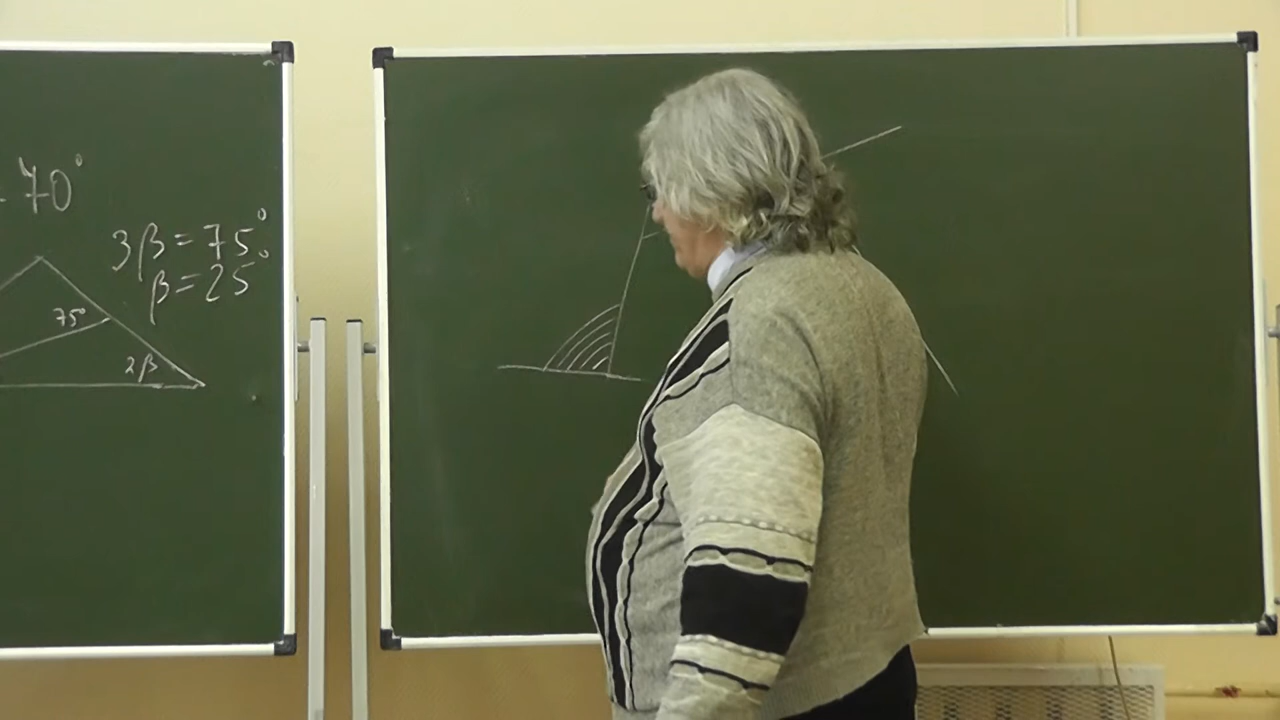 - 70°
3β = 75°
β = 25°
75°
2β